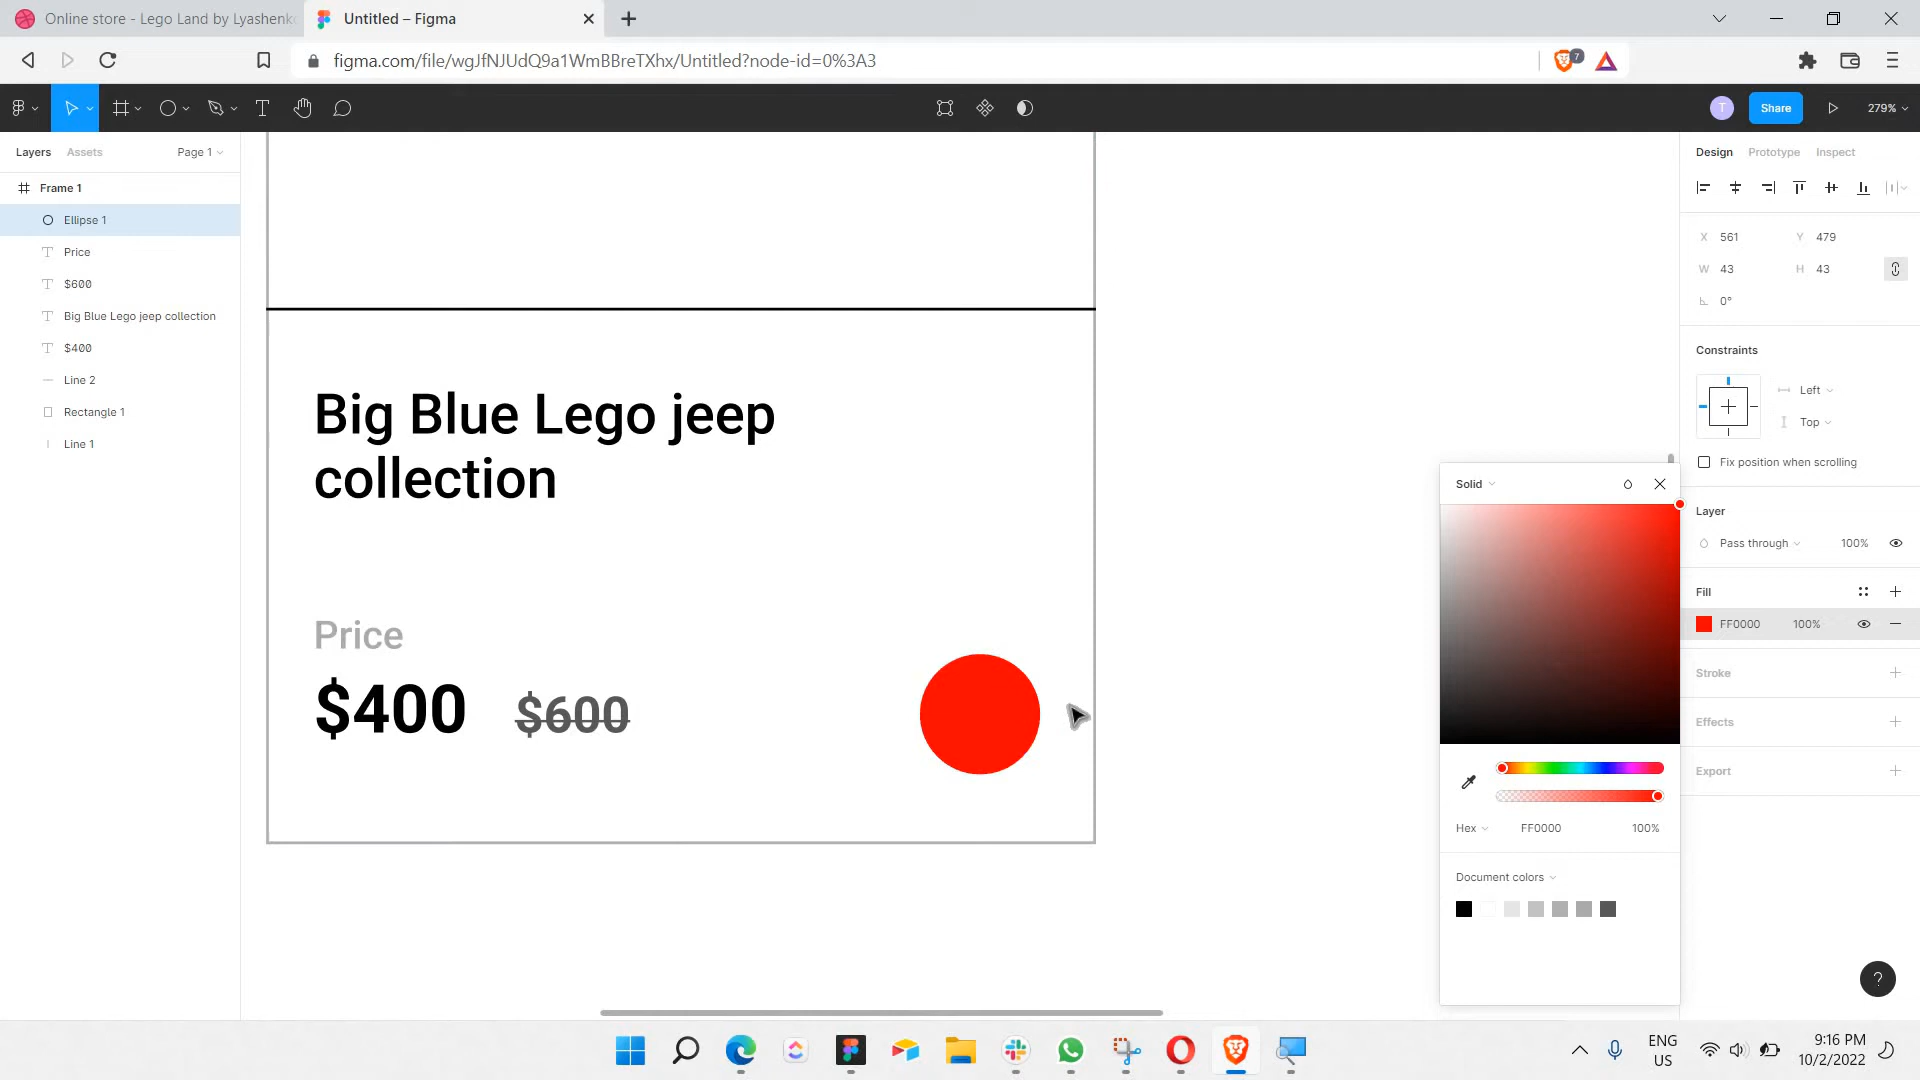 Online store - Lego Land by Lyashenk
Untitled – Figma
figma.com/file/wgJfNJUdQ9a1WmBBreTXhx/Untitled?node-id=0%3A3
7
T
Share
279%
Layers
Assets
Page 1
Frame 1
Ellipse 1
Price
$600
Big Blue Lego jeep collection
$400
Line 2
Rectangle 1
Line 1
Big Blue Lego jeep
collection
Price
$400 $600
Design
Prototype
Inspect
X 561
Y 479
W 43
H 43
0°
Constraints
Left
Top
Fix position when scrolling
Layer
Pass through
100%
Fill
FF0000
100%
Stroke
Effects
Export
Solid
Hex
FF0000
100%
Document colors
?
ENG
US
9:16 PM
10/2/2022